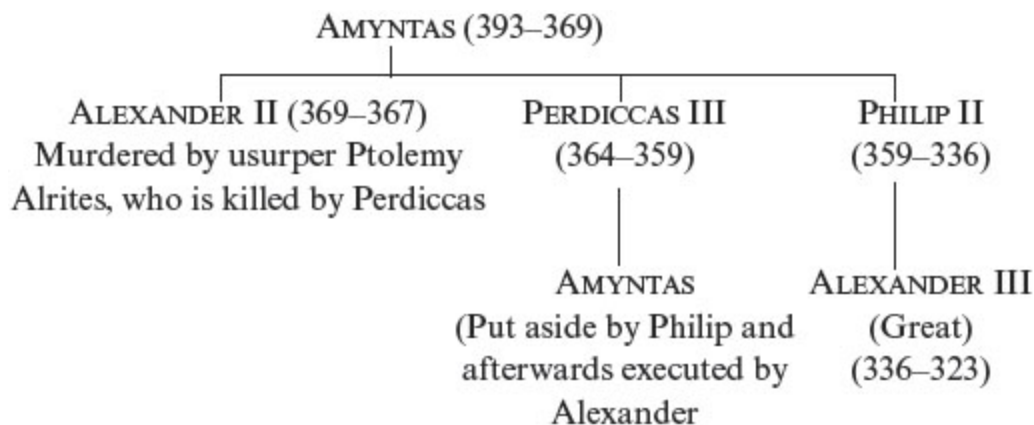 AMYNTAS (393–369)
ALEXANDER II (369–367)
Murdered by usurper Ptolemy
Alrites, who is killed by Perdiccas
PERDICCAS III
(364–359)
PHILIP II
(359–336)
AMYNTAS
(Put aside by Philip and
afterwards executed by
Alexander
ALEXANDER III
(Great)
(336–323)